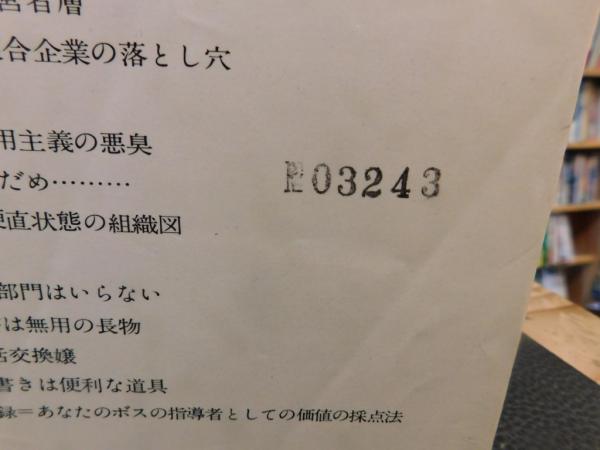 営者層
合企業の落とし穴
用主義の悪臭
だめ………
03243
直状態の組織図
部門はいらない
は無用の長物
話交換嬢
書きは便利な道具
録＝あなたのボスの指導者としての価値の採点法